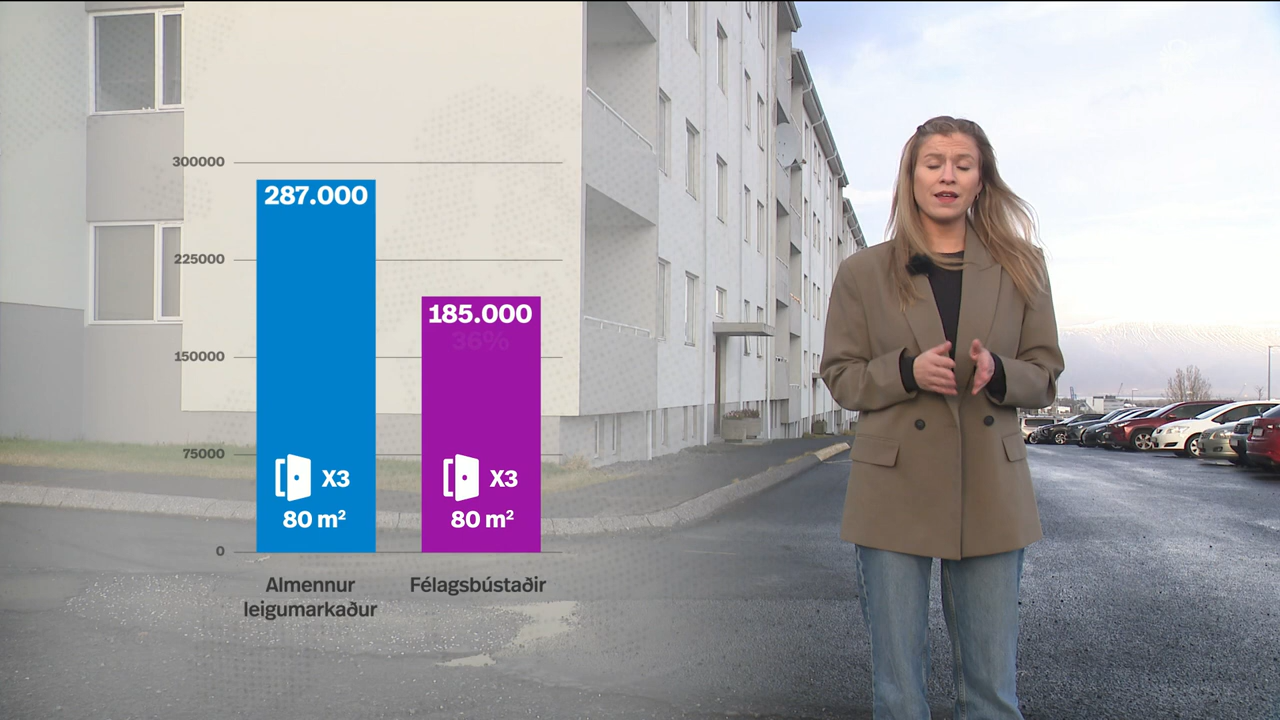 300000
287.000
225000
185.000
36%
150000
75000
X3
X3
80 m²
80 m²
0
Almennur
leigumarkaður
Félagsbústaðir